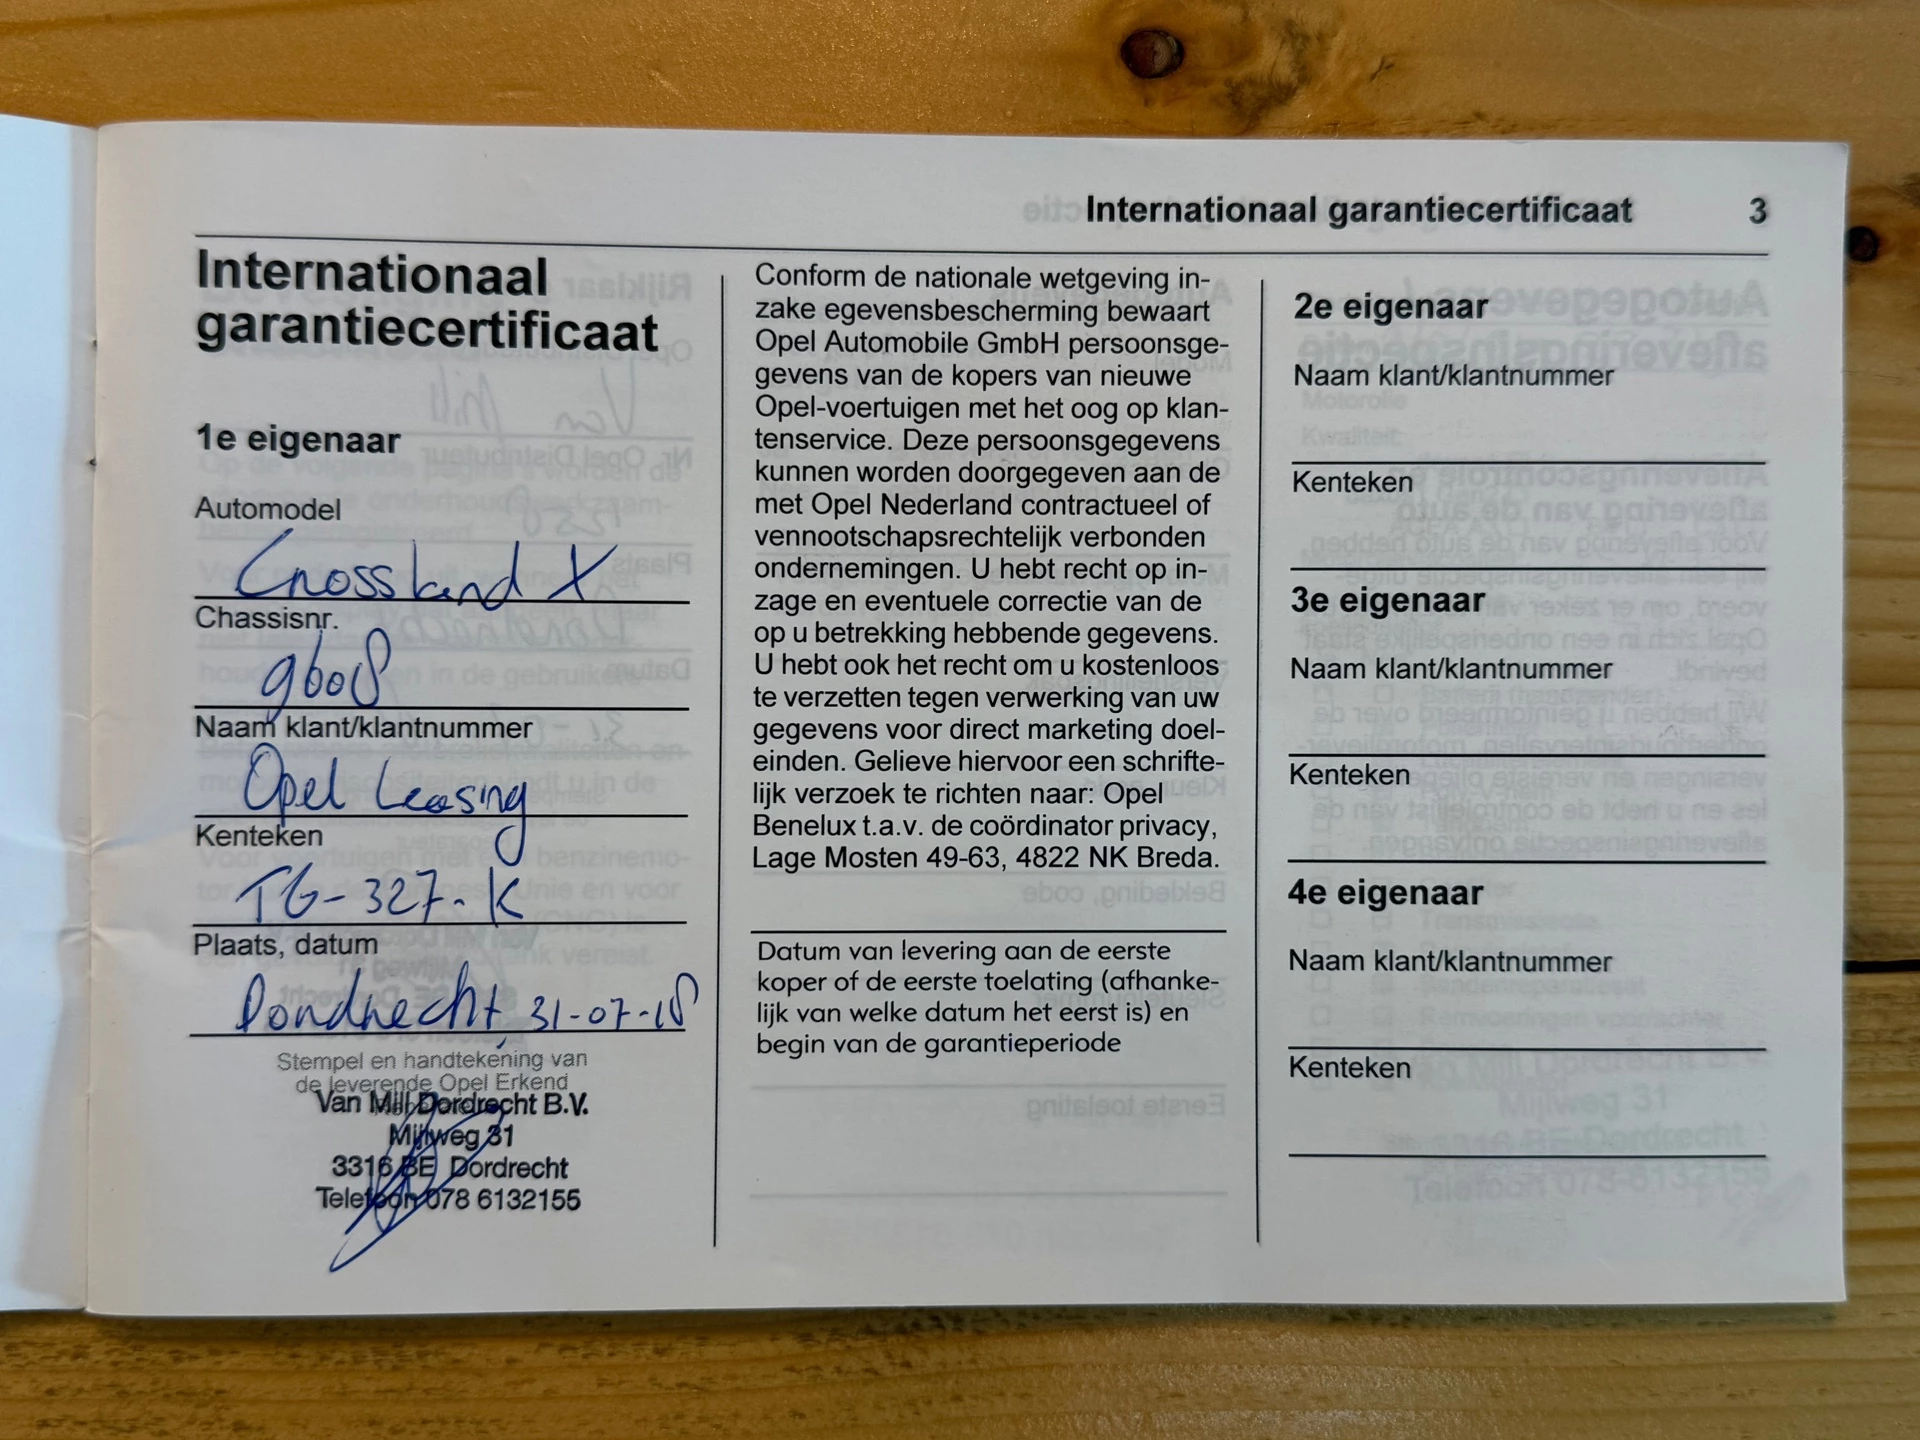 Internationaal garantiecertificaat 3
Internationaal
garantiecertificaat
1e eigenaar
Automodel
Crossland X
Chassisnr.
9608
Naam klant/klantnummer
Opel Leasing
Kenteken
TG-327-K
Plaats, datum
Dordrecht, 31-07-18
Stempel en handtekening van
de leverende Opel Erkend
Van Mill Dordrecht B.V.
Mijlweg 31
3316 BE Dordrecht
Telefoon 078 6132155
Conform de nationale wetgeving in-
zake egevensbescherming bewaart
Opel Automobile GmbH persoonsge-
gevens van de kopers van nieuwe
Opel-voertuigen met het oog op klan-
tenservice. Deze persoonsgegevens
kunnen worden doorgegeven aan de
met Opel Nederland contractueel of
vennootschapsrechtelijk verbonden
ondernemingen. U hebt recht op in-
zage en eventuele correctie van de
op u betrekking hebbende gegevens.
U hebt ook het recht om u kostenloos
te verzetten tegen verwerking van uw
gegevens voor direct marketing doel-
einden. Gelieve hiervoor een schrifte-
lijk verzoek te richten naar: Opel
Benelux t.a.v. de coördinator privacy,
Lage Mosten 49-63, 4822 NK Breda.
Datum van levering aan de eerste
koper of de eerste toelating (afhanke-
lijk van welke datum het eerst is) en
begin van de garantieperiode
2e eigenaar
Naam klant/klantnummer
Kenteken
3e eigenaar
Naam klant/klantnummer
Kenteken
4e eigenaar
Naam klant/klantnummer
Kenteken